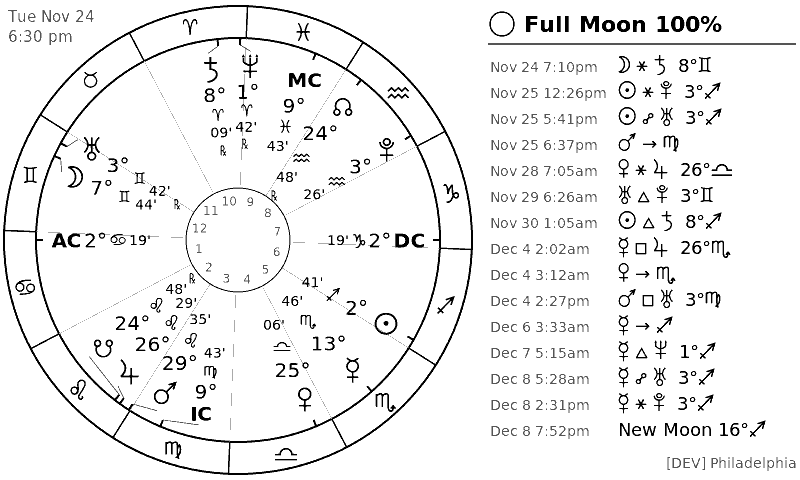 Tue Nov 24
6:30 pm
♄ ♆
8° 1°
♈ ♈
09' 42'
℞ ℞
MC
9°
♓
43'
☊
24°
♒
48'
℞
♇
3°
♒
26'
♅ 3° ♊ 42' ℞
☽ 7° ♊ 44'
AC 2° ♋ 19'
19' ♑ 2° DC
10 9
11 8
12 7
1 6
2 5
3 4
☋ 24° ♌ 48' ℞
♃ 26° ♌ 29'
♂ 29° ♌ 35'
IC 9° ♍ 43'
♀ 25° ♎ 06'
☿ 13° ♏ 46'
☉ 2° ♐ 41'
♈ ♓ ♒ ♑ ♐ ♏ ♎ ♍ ♌ ♋ ♊ ♉
Full Moon 100%
Nov 24 7:10pm ☽ ⚹ ♄ 8°♊
Nov 25 12:26pm ☉ ⚹ ♇ 3°♐
Nov 25 5:41pm ☉ ☍ ♅ 3°♐
Nov 25 6:37pm ♂ → ♍
Nov 28 7:05am ♀ ⚹ ♃ 26°♎
Nov 29 6:26am ♅ △ ♇ 3°♊
Nov 30 1:05am ☉ △ ♄ 8°♐
Dec 4 2:02am ☿ □ ♃ 26°♏
Dec 4 3:12am ♀ → ♏
Dec 4 2:27pm ♂ □ ♅ 3°♍
Dec 6 3:33am ☿ → ♐
Dec 7 5:15am ☿ △ ♆ 1°♐
Dec 8 5:28am ☿ ☍ ♅ 3°♐
Dec 8 2:31pm ☿ ⚹ ♇ 3°♐
Dec 8 7:52pm New Moon 16°♐
[DEV] Philadelphia